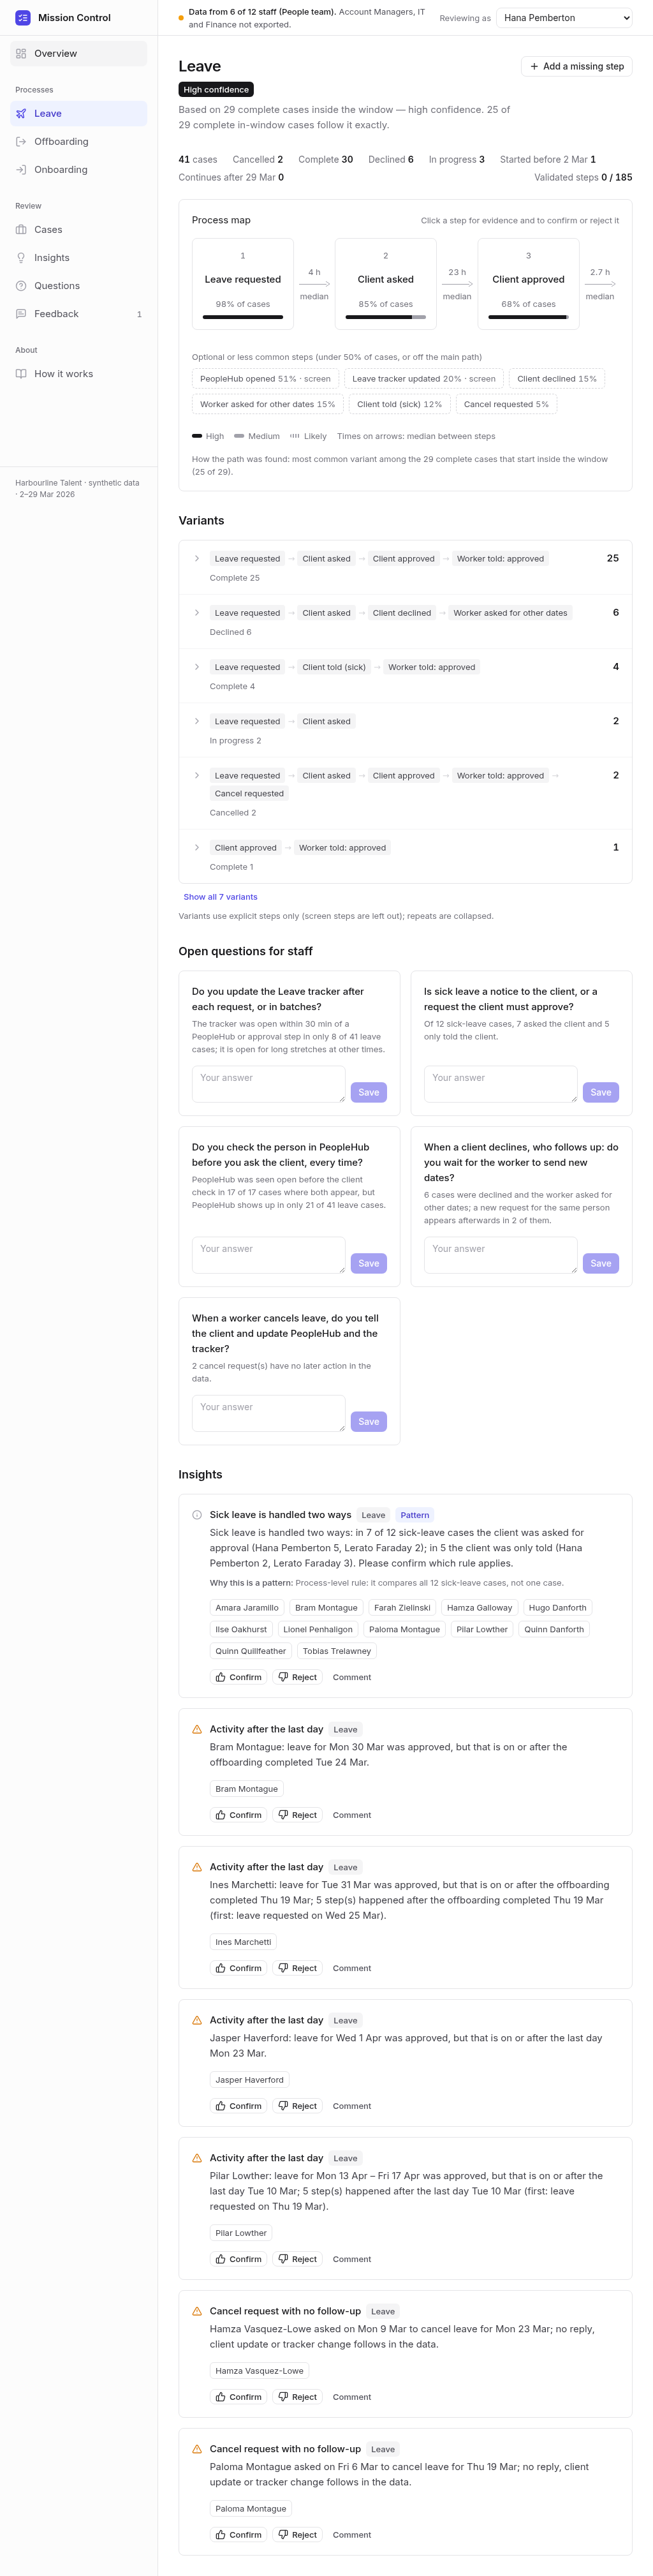 Mission Control
Data from 6 of 12 staff (People team). Account Managers, IT
and Finance not exported.
Reviewing as
Hana Pemberton
Overview
Processes
Leave
Offboarding
Onboarding
Review
Cases
Insights
Questions
Feedback 1
About
How it works
Harbourline Talent · synthetic data
· 2–29 Mar 2026
Leave
Add a missing step
High confidence
Based on 29 complete cases inside the window — high confidence. 25 of
29 complete in-window cases follow it exactly.
41 cases Cancelled 2 Complete 30 Declined 6 In progress 3 Started before 2 Mar 1
Continues after 29 Mar 0 Validated steps 0 / 185
Process map
Click a step for evidence and to confirm or reject it
1
Leave requested
98% of cases
4 h
median
2
Client asked
85% of cases
23 h
median
3
Client approved
68% of cases
2.7 h
median
Optional or less common steps (under 50% of cases, or off the main path)
PeopleHub opened 51% · screen
Leave tracker updated 20% · screen
Client declined 15%
Worker asked for other dates 15%
Client told (sick) 12%
Cancel requested 5%
High Medium Likely Times on arrows: median between steps
How the path was found: most common variant among the 29 complete cases that start inside the window
(25 of 29).
Variants
Leave requested → Client asked → Client approved → Worker told: approved 25
Complete 25
Leave requested → Client asked → Client declined → Worker asked for other dates 6
Declined 6
Leave requested → Client told (sick) → Worker told: approved 4
Complete 4
Leave requested → Client asked 2
In progress 2
Leave requested → Client asked → Client approved → Worker told: approved → 2
Cancel requested
Cancelled 2
Client approved → Worker told: approved 1
Complete 1
Show all 7 variants
Variants use explicit steps only (screen steps are left out); repeats are collapsed.
Open questions for staff
Do you update the Leave tracker after
each request, or in batches?
The tracker was open within 30 min of a
PeopleHub or approval step in only 8 of 41 leave
cases; it is open for long stretches at other times.
Your answer
Save
Is sick leave a notice to the client, or a
request the client must approve?
Of 12 sick-leave cases, 7 asked the client and 5
only told the client.
Your answer
Save
Do you check the person in PeopleHub
before you ask the client, every time?
PeopleHub was seen open before the client
check in 17 of 17 cases where both appear, but
PeopleHub shows up in only 21 of 41 leave cases.
Your answer
Save
When a client declines, who follows up: do
you wait for the worker to send new
dates?
6 cases were declined and the worker asked for
other dates; a new request for the same person
appears afterwards in 2 of them.
Your answer
Save
When a worker cancels leave, do you tell
the client and update PeopleHub and the
tracker?
2 cancel request(s) have no later action in the
data.
Your answer
Save
Insights
Sick leave is handled two ways Leave Pattern
Sick leave is handled two ways: in 7 of 12 sick-leave cases the client was asked for
approval (Hana Pemberton 5, Lerato Faraday 2); in 5 the client was only told (Hana
Pemberton 2, Lerato Faraday 3). Please confirm which rule applies.
Why this is a pattern: Process-level rule: it compares all 12 sick-leave cases, not one case.
Amara Jaramillo Bram Montague Farah Zielinski Hamza Galloway Hugo Danforth
Ilse Oakhurst Lionel Penhaligon Paloma Montague Pilar Lowther Quinn Danforth
Quinn Quillfeather Tobias Trelawney
Confirm Reject Comment
Activity after the last day Leave
Bram Montague: leave for Mon 30 Mar was approved, but that is on or after the
offboarding completed Tue 24 Mar.
Bram Montague
Confirm Reject Comment
Activity after the last day Leave
Ines Marchetti: leave for Tue 31 Mar was approved, but that is on or after the offboarding
completed Thu 19 Mar; 5 step(s) happened after the offboarding completed Thu 19 Mar
(first: leave requested on Wed 25 Mar).
Ines Marchetti
Confirm Reject Comment
Activity after the last day Leave
Jasper Haverford: leave for Wed 1 Apr was approved, but that is on or after the last day
Mon 23 Mar.
Jasper Haverford
Confirm Reject Comment
Activity after the last day Leave
Pilar Lowther: leave for Mon 13 Apr – Fri 17 Apr was approved, but that is on or after the
last day Tue 10 Mar; 5 step(s) happened after the last day Tue 10 Mar (first: leave
requested on Thu 19 Mar).
Pilar Lowther
Confirm Reject Comment
Cancel request with no follow-up Leave
Hamza Vasquez-Lowe asked on Mon 9 Mar to cancel leave for Mon 23 Mar; no reply,
client update or tracker change follows in the data.
Hamza Vasquez-Lowe
Confirm Reject Comment
Cancel request with no follow-up Leave
Paloma Montague asked on Fri 6 Mar to cancel leave for Thu 19 Mar; no reply, client
update or tracker change follows in the data.
Paloma Montague
Confirm Reject Comment